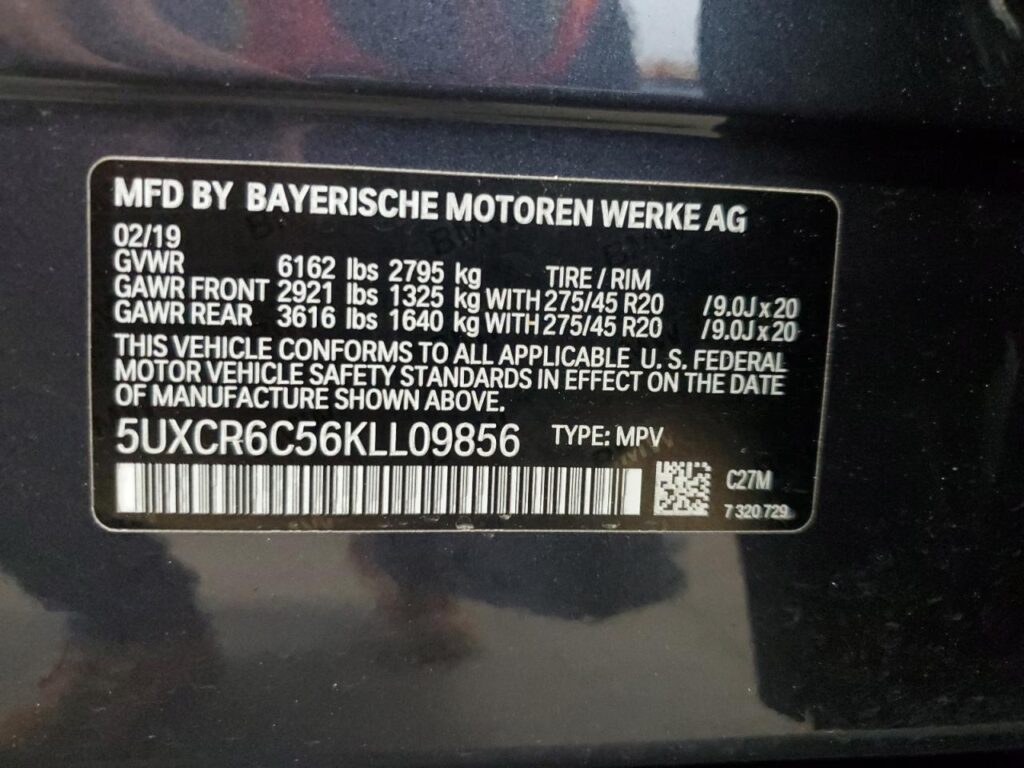 MFD BY BAYERISCHE MOTOREN WERKE AG
02/19
GVWR 6162 lbs 2795 kg TIRE / RIM
GAWR FRONT 2921 lbs 1325 kg WITH 275/45 R20 /9.0J x 20
GAWR REAR 3616 lbs 1640 kg WITH 275/45 R20 /9.0J x 20
THIS VEHICLE CONFORMS TO ALL APPLICABLE U. S. FEDERAL
MOTOR VEHICLE SAFETY STANDARDS IN EFFECT ON THE DATE
OF MANUFACTURE SHOWN ABOVE.
5UXCR6C56KLL09856 TYPE: MPV
C27M
7 320 729